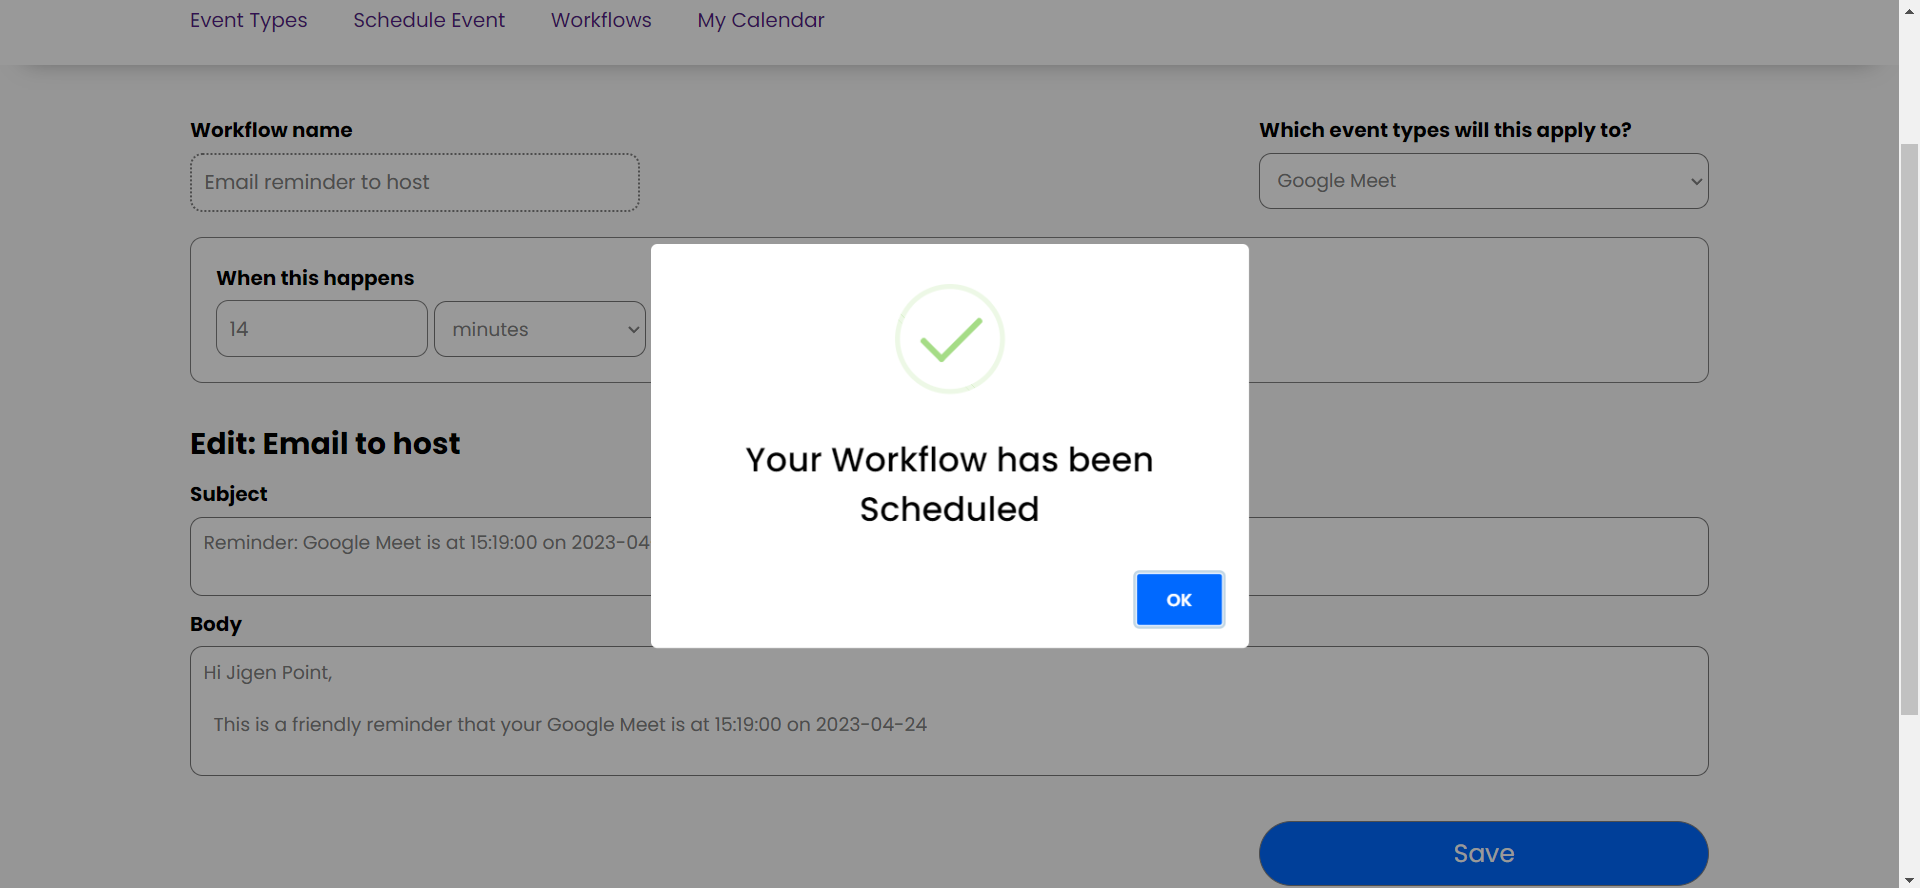 Event Types Schedule Event Workflows My Calendar
Workflow name
Which event types will this apply to?
Email reminder to host
Google Meet
When this happens
14 minutes
Your Workflow has been
Scheduled
OK
Edit: Email to host
Subject
Reminder: Google Meet is at 15:19:00 on 2023-04
Body
Hi Jigen Point,
This is a friendly reminder that your Google Meet is at 15:19:00 on 2023-04-24
Save